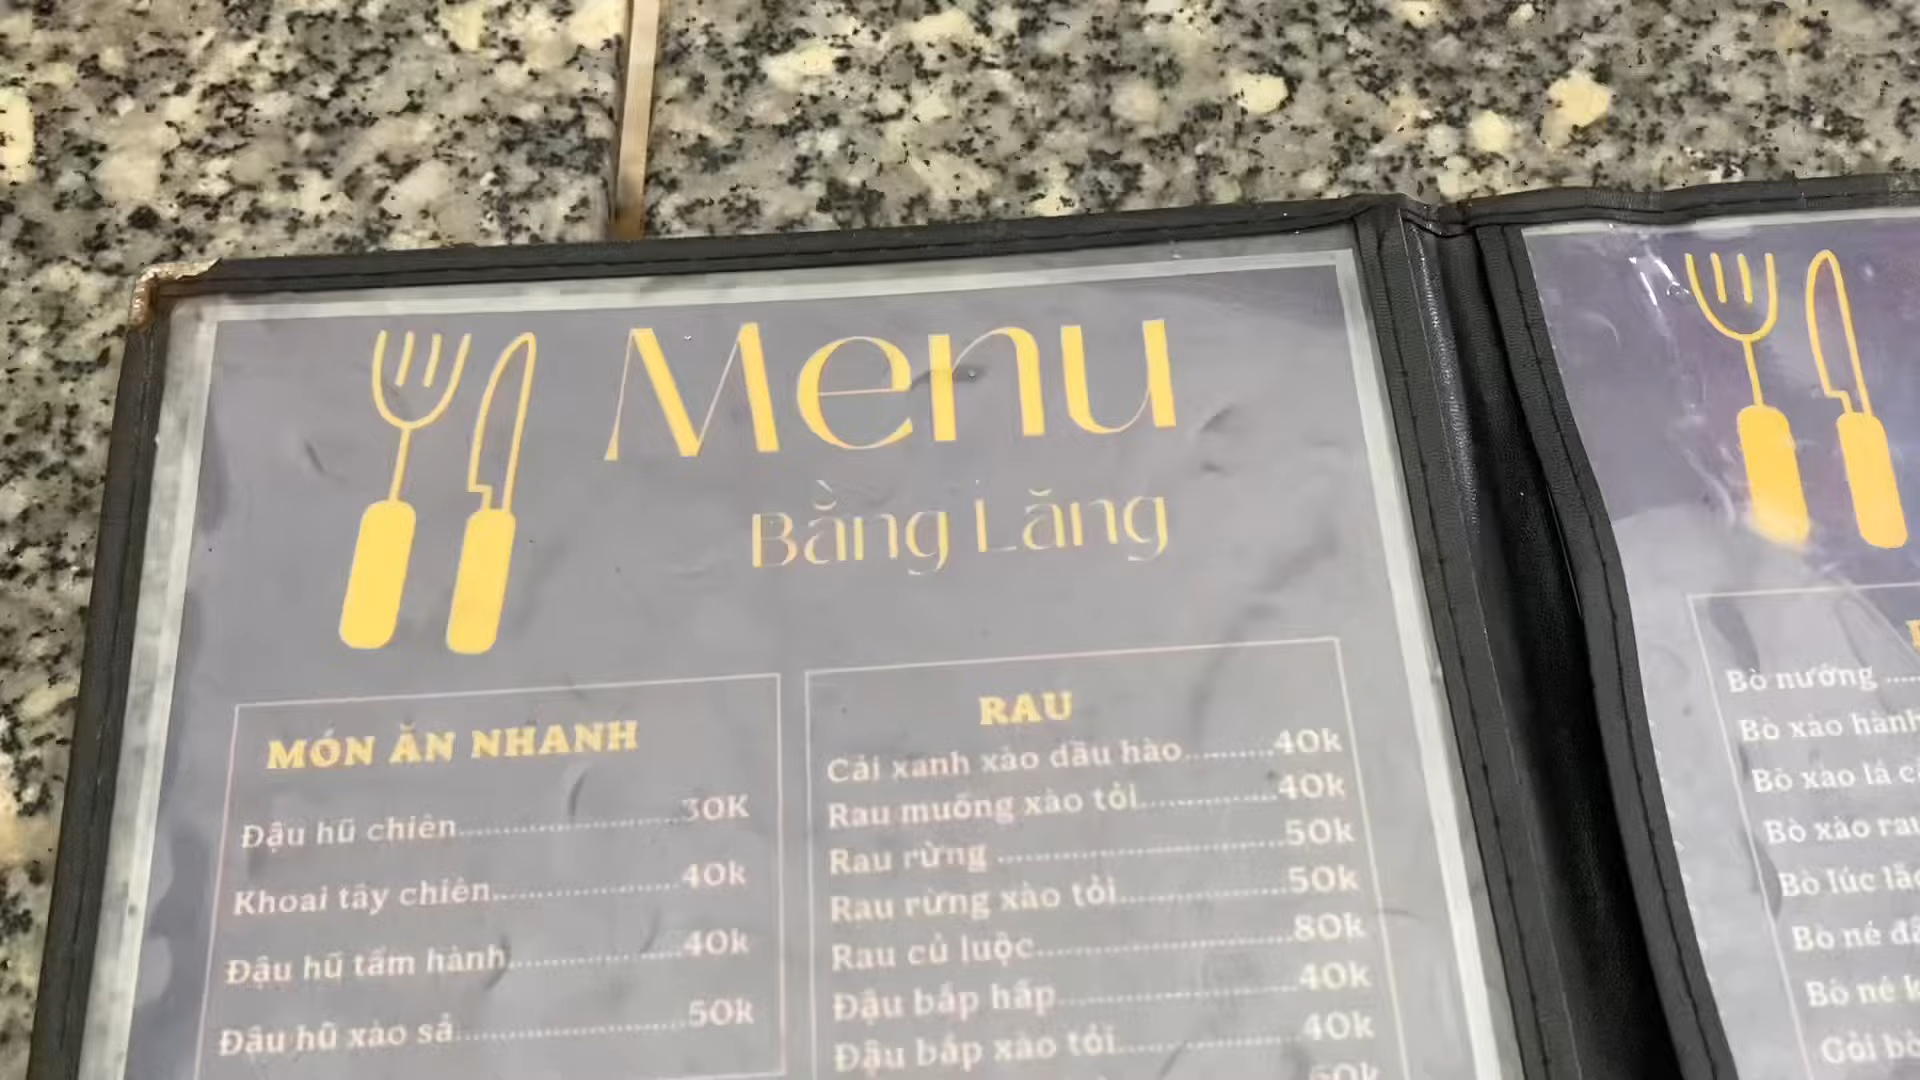 Menu
Bằng Lăng
MÓN ĂN NHANH
Đậu hũ chiên..........30K
Khoai tây chiên..........40k
Đậu hũ tẩm hành..........40k
Đậu hũ xào sả..........50k
RAU
Cải xanh xào dầu hào..........40k
Rau muống xào tỏi..........40k
Rau rừng ..........50k
Rau rừng xào tỏi..........50k
Rau củ luộc..........80k
Đậu bắp hấp..........40k
Đậu bắp xào tỏi..........40k
60k
Bò nướng ....
Bò xào hành
Bò xào lá
Bò xào rau
Bò lúc lắc
Bò né
Bò né
Gỏi bò